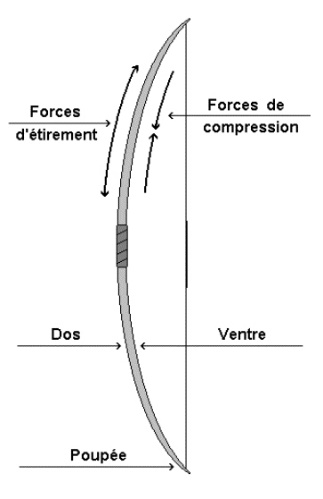 Forces
d'étirement
Forces de
compression
Dos
Ventre
Poupée